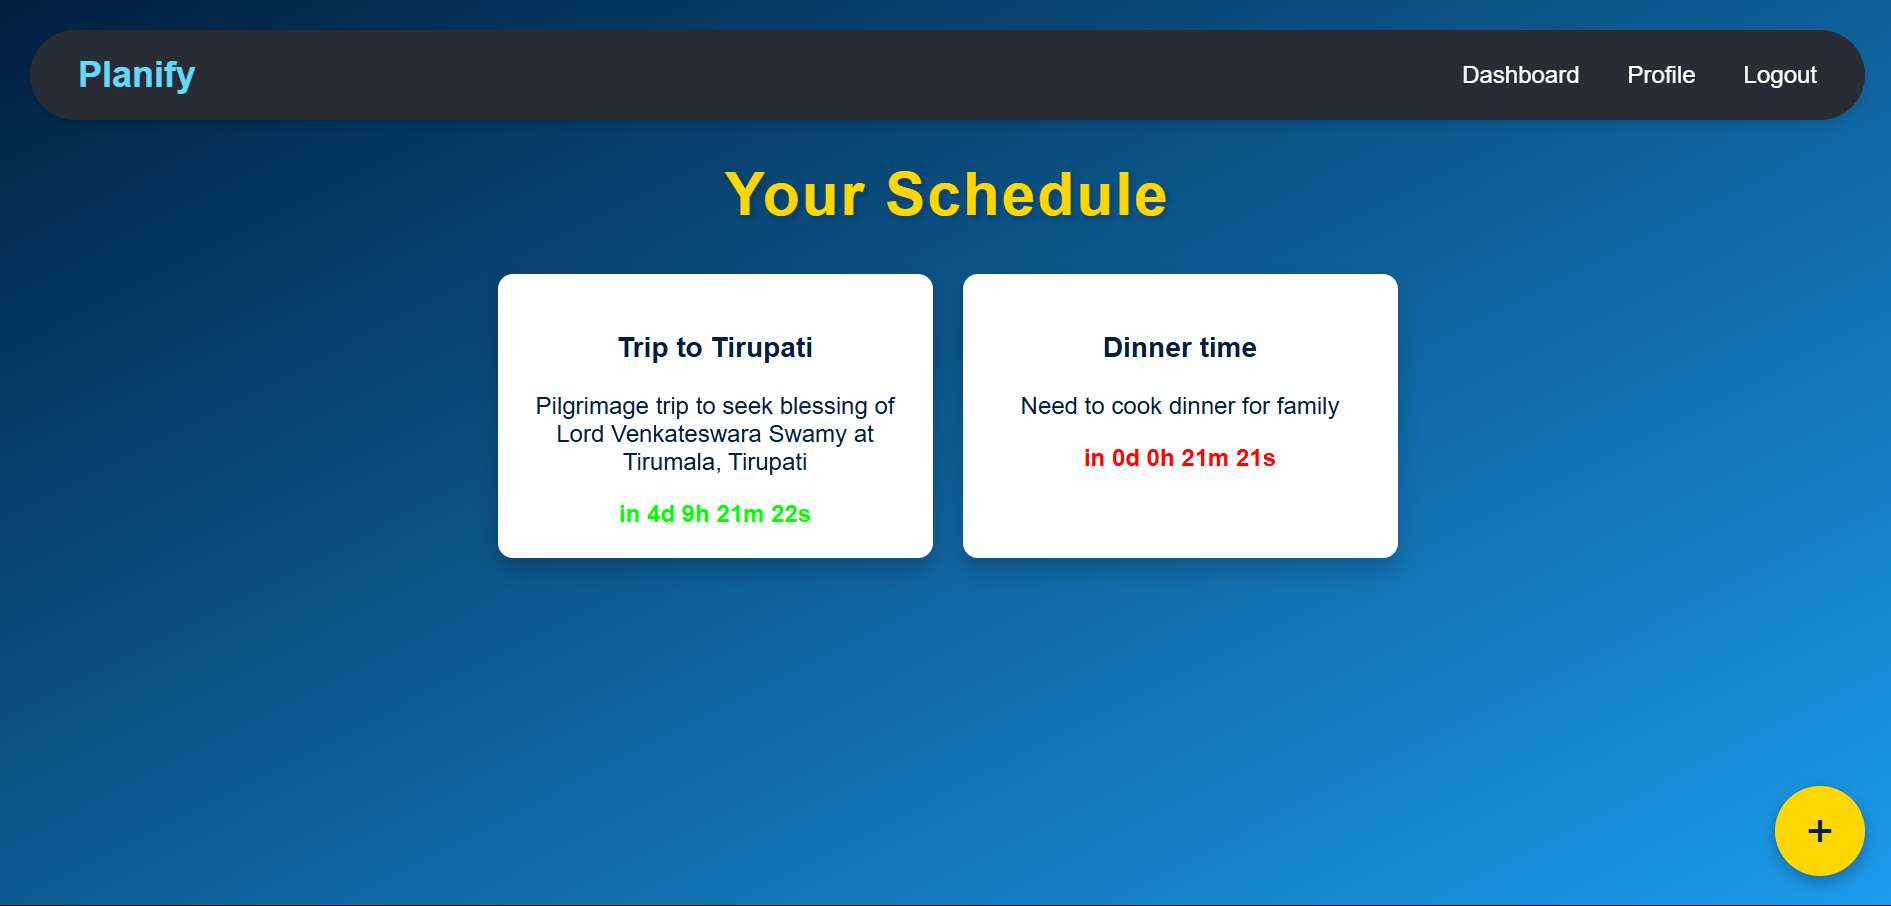 Planify
Dashboard Profile Logout
Your Schedule
Trip to Tirupati
Pilgrimage trip to seek blessing of
Lord Venkateswara Swamy at
Tirumala, Tirupati
in 4d 9h 21m 22s
Dinner time
Need to cook dinner for family
in 0d 0h 21m 21s
+